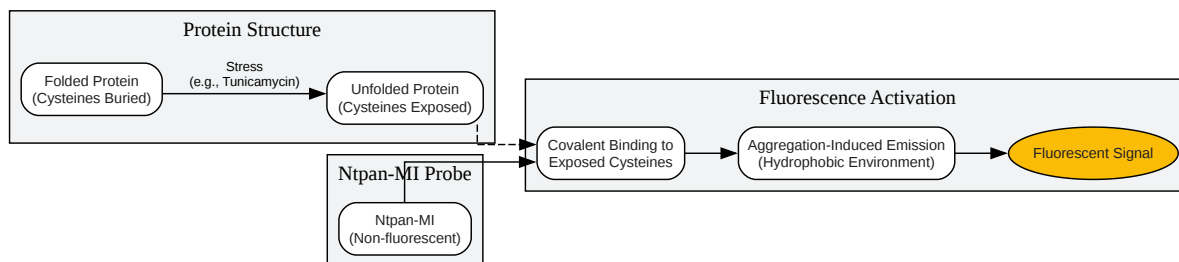 Protein Structure
Folded Protein
(Cysteines Buried)
Stress
(e.g., Tunicamycin)
Unfolded Protein
(Cysteines Exposed)
Ntpan-MI Probe
Ntpan-MI
(Non-fluorescent)
Fluorescence Activation
Covalent Binding to
Exposed Cysteines
Aggregation-Induced Emission
(Hydrophobic Environment)
Fluorescent Signal